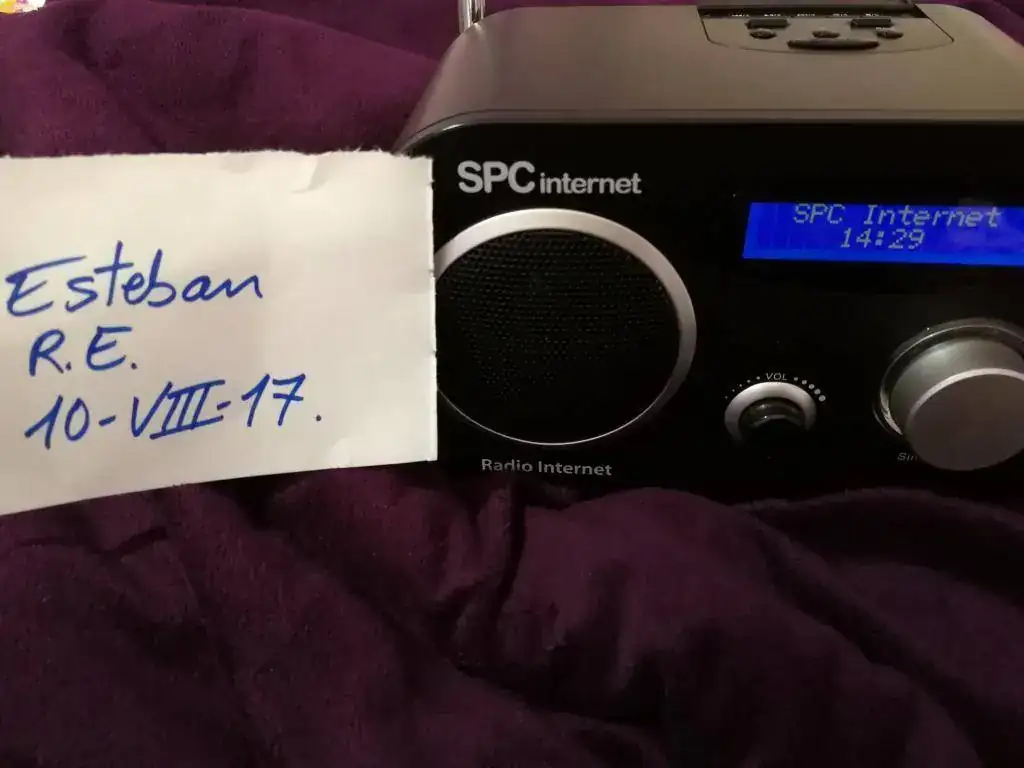 Esteban
R.E.
10-VIII-17.
SPC internet
SPC Internet
14:29
VOL
Radio Internet